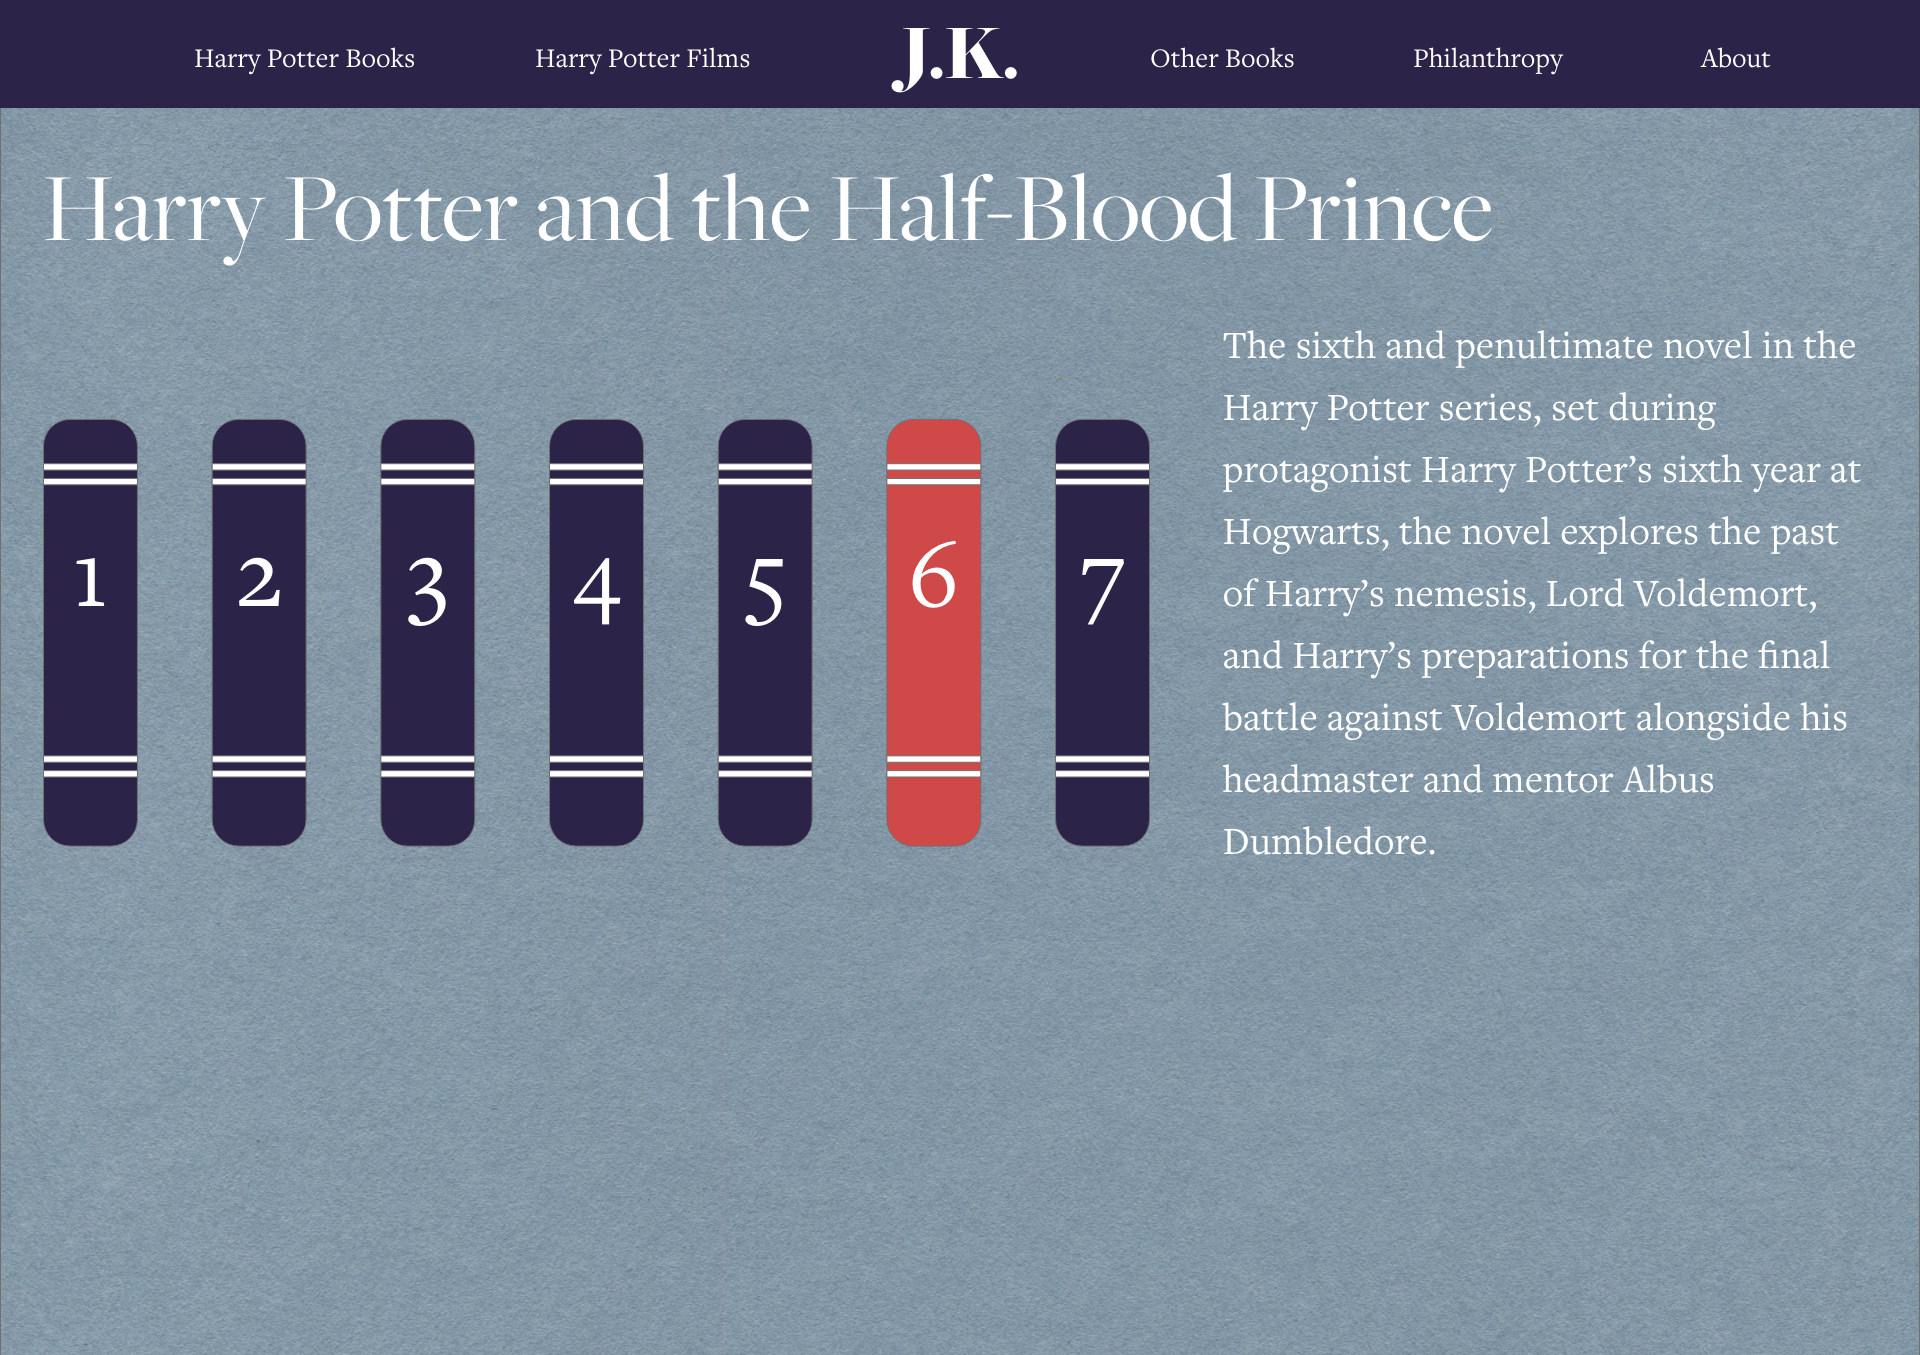 Harry Potter Books Harry Potter Films J.K. Other Books Philanthropy About
Harry Potter and the Half-Blood Prince
1 2 3 4 5 6 7
The sixth and penultimate novel in the
Harry Potter series, set during
protagonist Harry Potter’s sixth year at
Hogwarts, the novel explores the past
of Harry’s nemesis, Lord Voldemort,
and Harry’s preparations for the final
battle against Voldemort alongside his
headmaster and mentor Albus
Dumbledore.